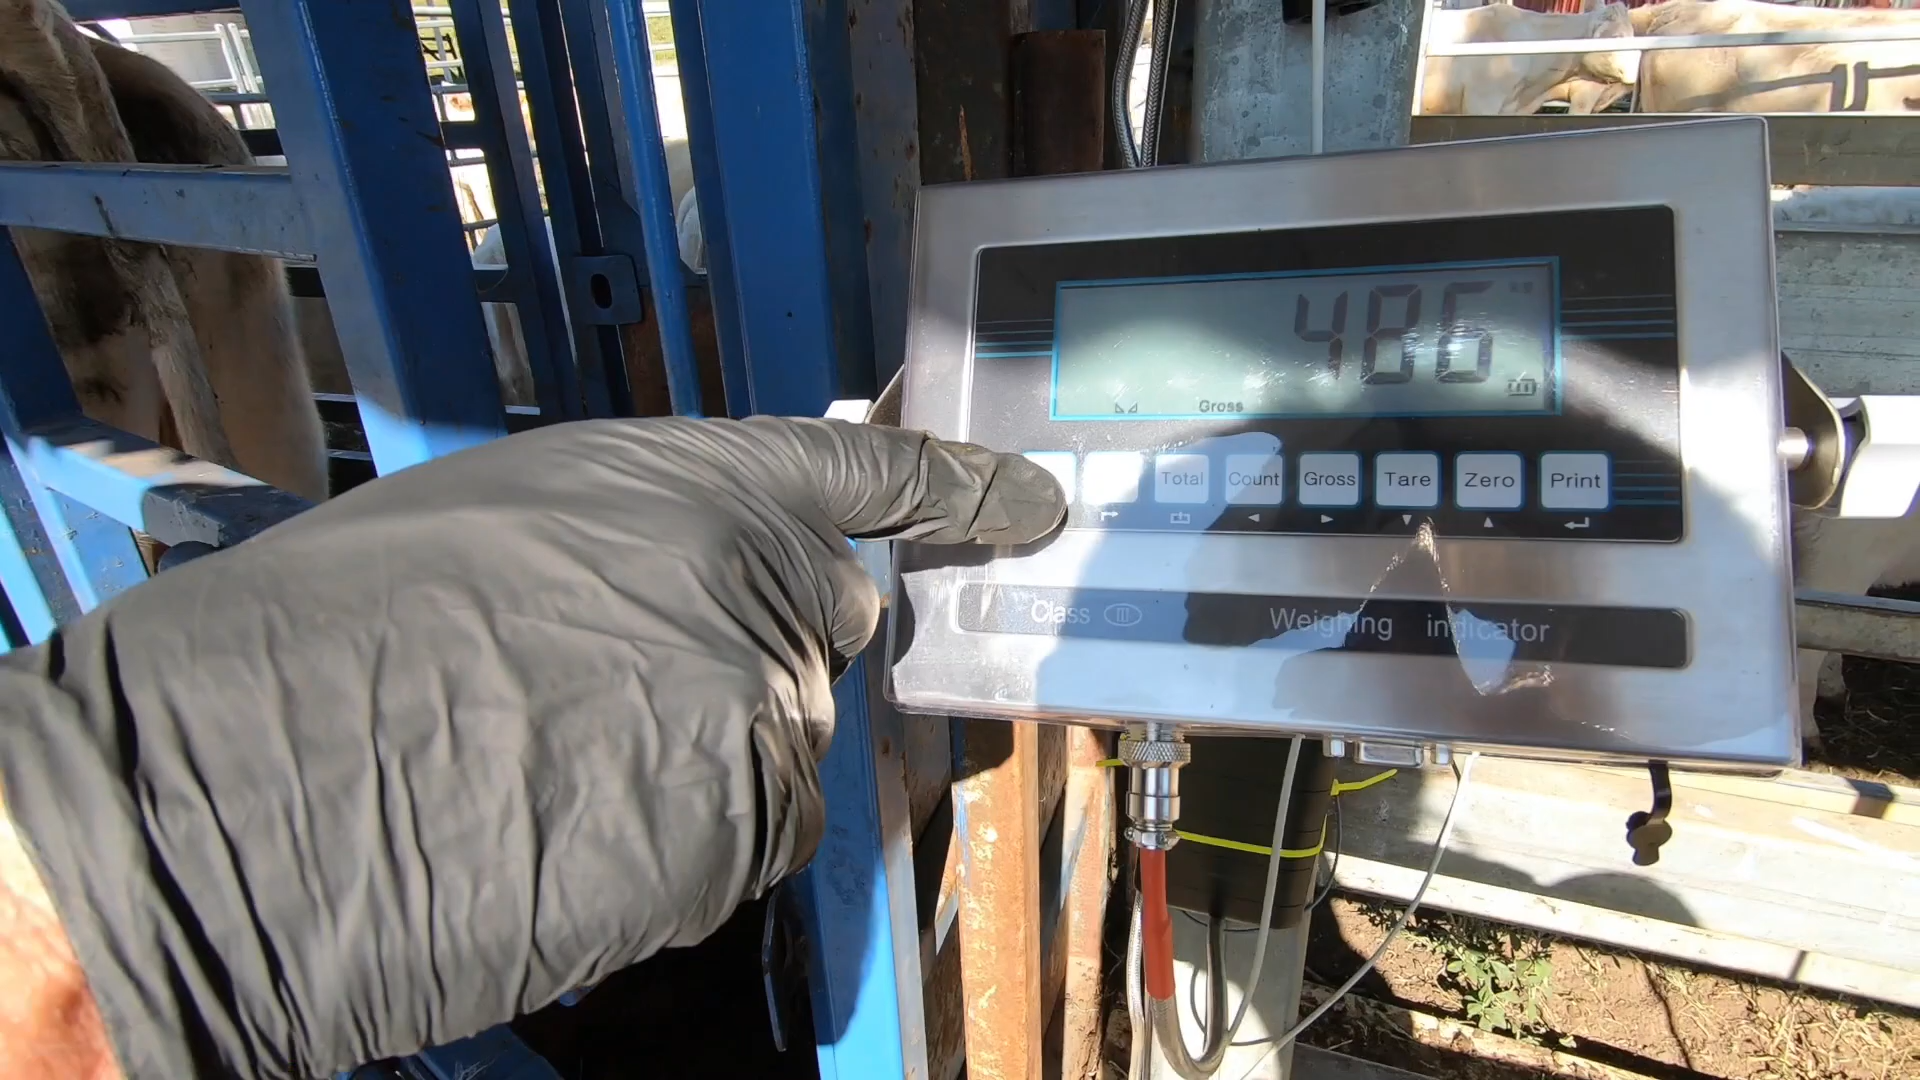 486
Gross
Total Count Gross Tare Zero Print
Class III Weighing indicator